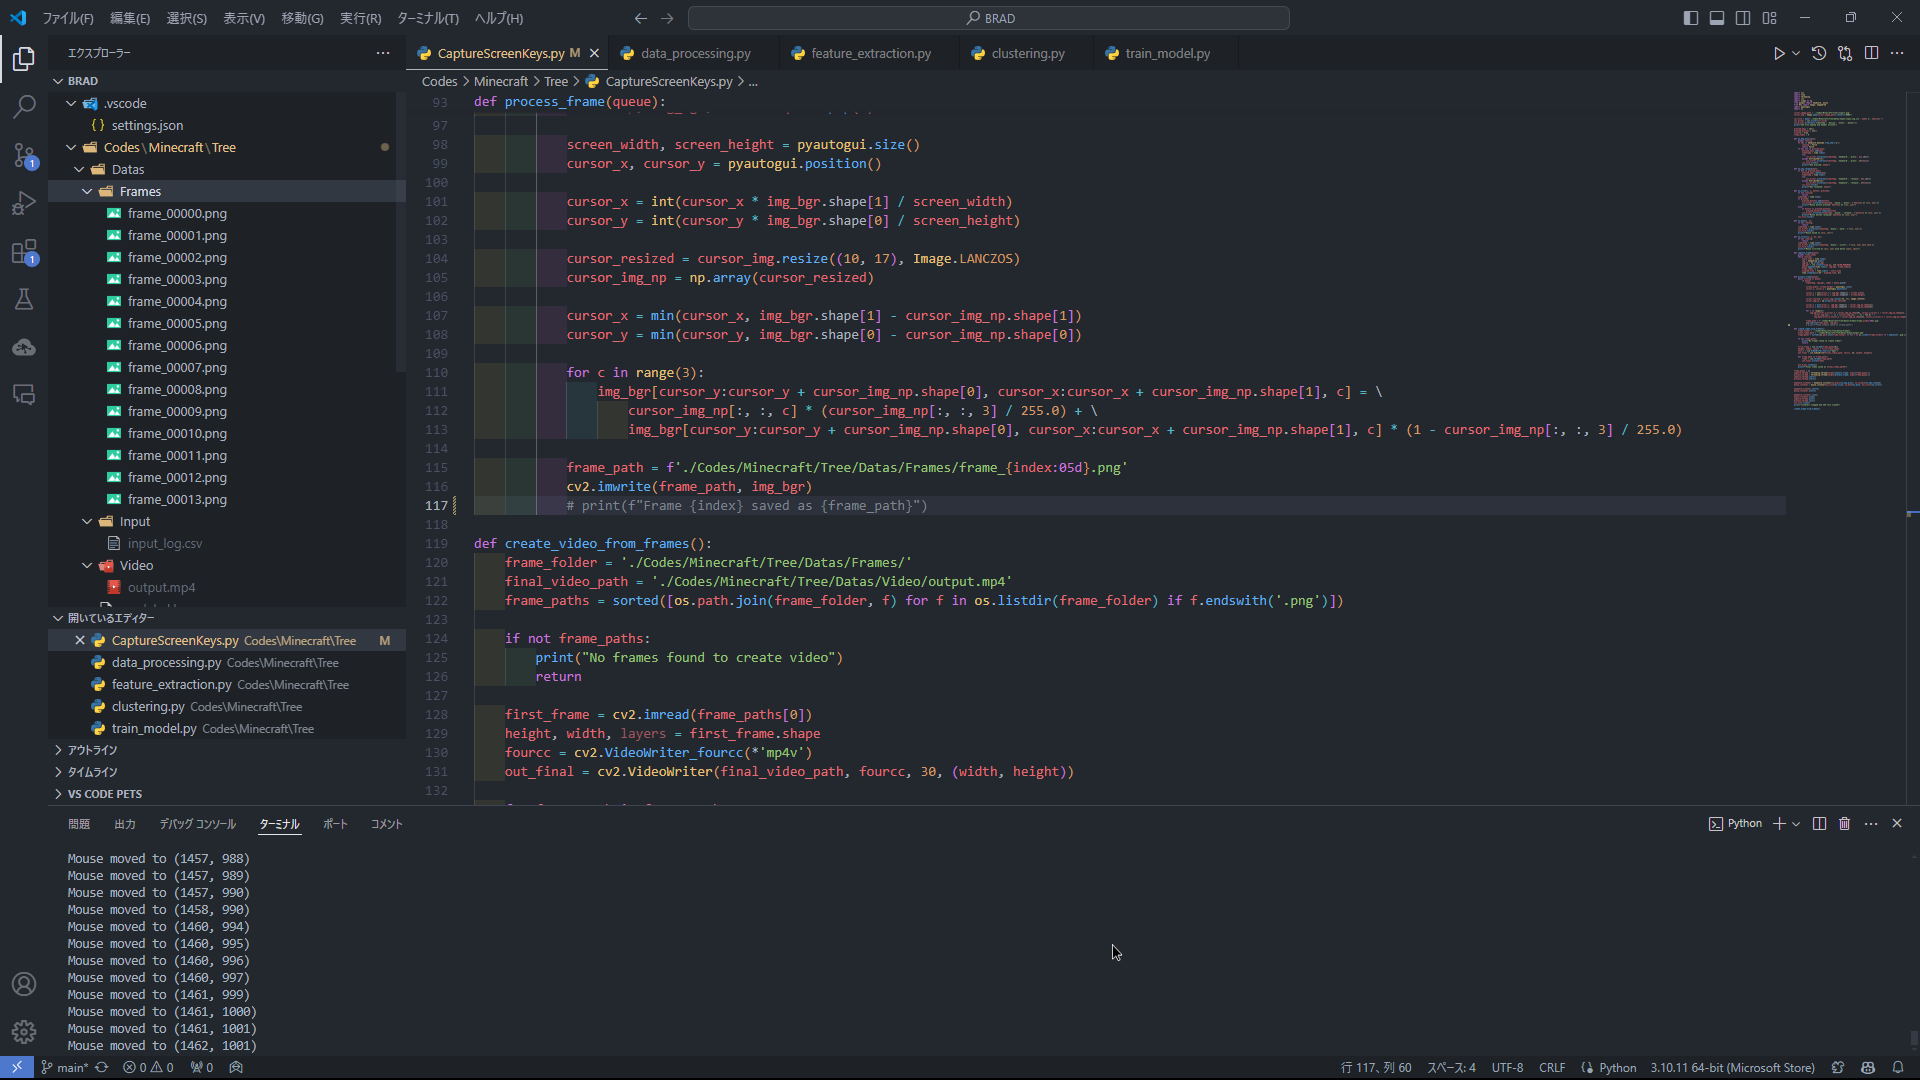 ファイル(F) 編集(E) 選択(S) 表示(V) 移動(G) 実行(R) ターミナル(T) ヘルプ(H)
BRAD
エクスプローラー
BRAD
.vscode
{ } settings.json
Codes\Minecraft\Tree
Datas
Frames
frame_00000.png
frame_00001.png
frame_00002.png
frame_00003.png
frame_00004.png
frame_00005.png
frame_00006.png
frame_00007.png
frame_00008.png
frame_00009.png
frame_00010.png
frame_00011.png
frame_00012.png
frame_00013.png
Input
input_log.csv
Video
output.mp4
開いているエディター
CaptureScreenKeys.py Codes\Minecraft\Tree M
data_processing.py Codes\Minecraft\Tree
feature_extraction.py Codes\Minecraft\Tree
clustering.py Codes\Minecraft\Tree
train_model.py Codes\Minecraft\Tree
アウトライン
タイムライン
VS CODE PETS
1
1
CaptureScreenKeys.py M data_processing.py feature_extraction.py clustering.py train_model.py
Codes > Minecraft > Tree > CaptureScreenKeys.py > ...
93 def process_frame(queue):
97
98 screen_width, screen_height = pyautogui.size()
99 cursor_x, cursor_y = pyautogui.position()
100
101 cursor_x = int(cursor_x * img_bgr.shape[1] / screen_width)
102 cursor_y = int(cursor_y * img_bgr.shape[0] / screen_height)
103
104 cursor_resized = cursor_img.resize((10, 17), Image.LANCZOS)
105 cursor_img_np = np.array(cursor_resized)
106
107 cursor_x = min(cursor_x, img_bgr.shape[1] - cursor_img_np.shape[1])
108 cursor_y = min(cursor_y, img_bgr.shape[0] - cursor_img_np.shape[0])
109
110 for c in range(3):
111 img_bgr[cursor_y:cursor_y + cursor_img_np.shape[0], cursor_x:cursor_x + cursor_img_np.shape[1], c] = \
112 cursor_img_np[:, :, c] * (cursor_img_np[:, :, 3] / 255.0) + \
113 img_bgr[cursor_y:cursor_y + cursor_img_np.shape[0], cursor_x:cursor_x + cursor_img_np.shape[1], c] * (1 - cursor_img_np[:, :, 3] / 255.0)
114
115 frame_path = f'./Codes/Minecraft/Tree/Datas/Frames/frame_{index:05d}.png'
116 cv2.imwrite(frame_path, img_bgr)
117 # print(f"Frame {index} saved as {frame_path}")
118
119 def create_video_from_frames():
120 frame_folder = './Codes/Minecraft/Tree/Datas/Frames/'
121 final_video_path = './Codes/Minecraft/Tree/Datas/Video/output.mp4'
122 frame_paths = sorted([os.path.join(frame_folder, f) for f in os.listdir(frame_folder) if f.endswith('.png')])
123
124 if not frame_paths:
125 print("No frames found to create video")
126 return
127
128 first_frame = cv2.imread(frame_paths[0])
129 height, width, layers = first_frame.shape
130 fourcc = cv2.VideoWriter_fourcc(*'mp4v')
131 out_final = cv2.VideoWriter(final_video_path, fourcc, 30, (width, height))
132
問題 出力 デバッグ コンソール ターミナル ポート コメント
Python
Mouse moved to (1457, 988)
Mouse moved to (1457, 989)
Mouse moved to (1457, 990)
Mouse moved to (1458, 990)
Mouse moved to (1460, 994)
Mouse moved to (1460, 995)
Mouse moved to (1460, 996)
Mouse moved to (1460, 997)
Mouse moved to (1461, 999)
Mouse moved to (1461, 1000)
Mouse moved to (1461, 1001)
Mouse moved to (1462, 1001)
main* 0 0 0
行 117、列 60 スペース: 4 UTF-8 CRLF Python 3.10.11 64-bit (Microsoft Store)